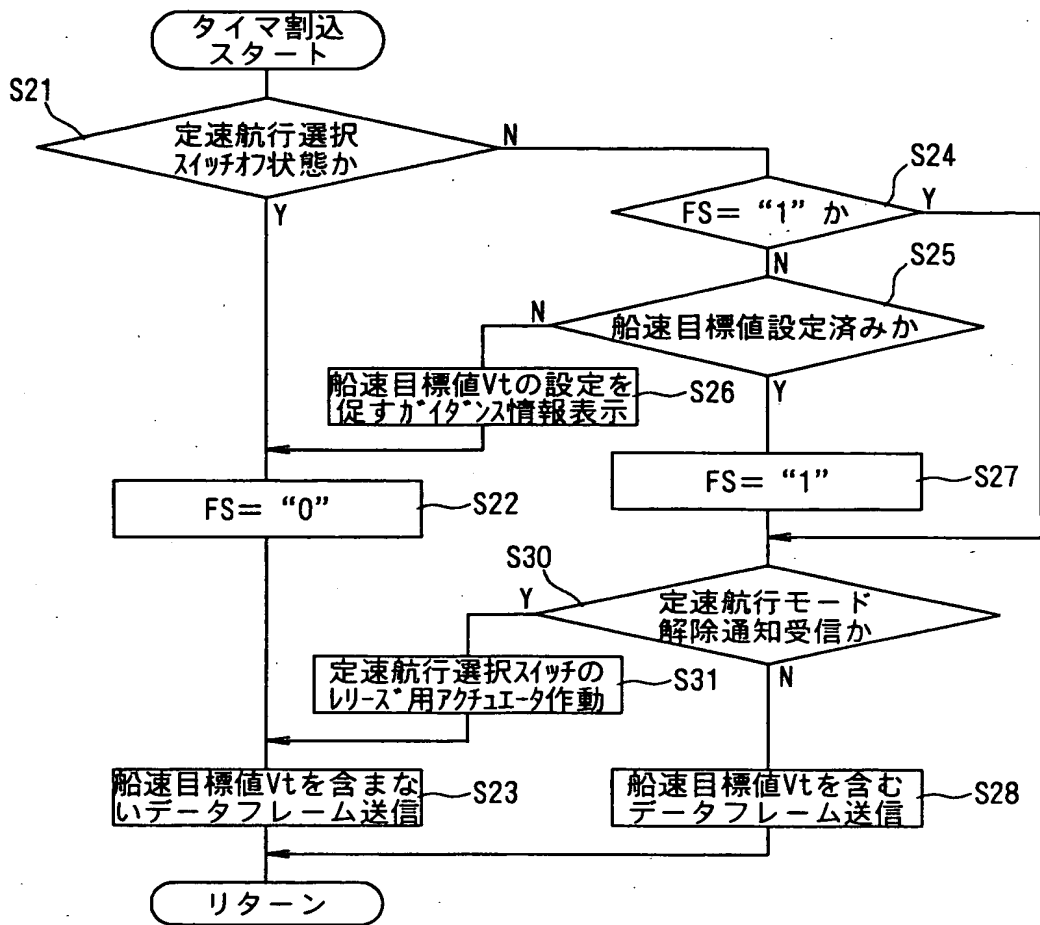 タイマ割込
スタート
S21
定速航行選択
スイッチオフ状態か
N
Y
S24
FS= “1” か
Y
N
S25
船速目標値設定済みか
N
Y
船速目標値Vtの設定を
促すガイダンス情報表示
S26
FS= “0”
S22
FS= “1”
S27
S30
定速航行モード
解除通知受信か
Y
N
定速航行選択スイッチの
レリーズ用アクチュエータ作動
S31
船速目標値Vtを含まな
いデータフレーム送信
S23
船速目標値Vtを含む
データフレーム送信
S28
リターン